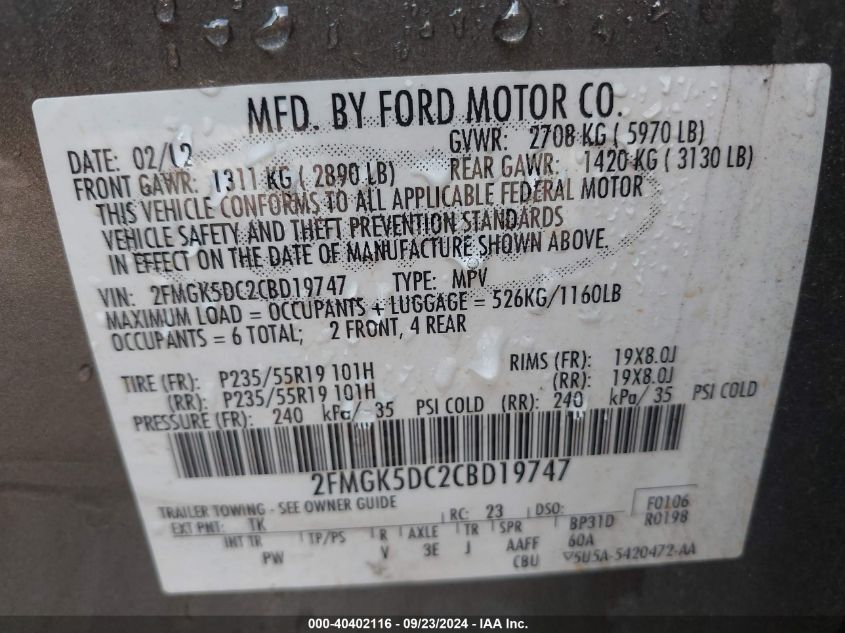 MFD. BY FORD MOTOR CO.
DATE: 02/12 GVWR: 2708 KG ( 5970 LB)
FRONT GAWR: 1311 KG ( 2890 LB) REAR GAWR: 1420 KG ( 3130 LB)
THIS VEHICLE CONFORMS TO ALL APPLICABLE FEDERAL MOTOR
VEHICLE SAFETY AND THEFT PREVENTION STANDARDS
IN EFFECT ON THE DATE OF MANUFACTURE SHOWN ABOVE.
VIN: 2FMGK5DC2CBD19747 TYPE: MPV
MAXIMUM LOAD = OCCUPANTS + LUGGAGE = 526KG/1160LB
OCCUPANTS = 6 TOTAL; 2 FRONT, 4 REAR
TIRE (FR): P235/55R19 101H RIMS (FR): 19X8.0J
(RR): P235/55R19 101H (RR): 19X8.0J
PRESSURE (FR): 240 kPa/ 35 PSI COLD (RR): 240 kPa/ 35 PSI COLD
2FMGK5DC2CBD19747
TRAILER TOWING - SEE OWNER GUIDE
EXT PNT: TK RC: 23 DSO: F0106 R0198
INT TR TP/PS R AXLE TR SPR BP31D
PW V 3E J AAFF 60A
CBU 5U5A-5420472-AA
000-40402116 - 09/23/2024 - IAA Inc.